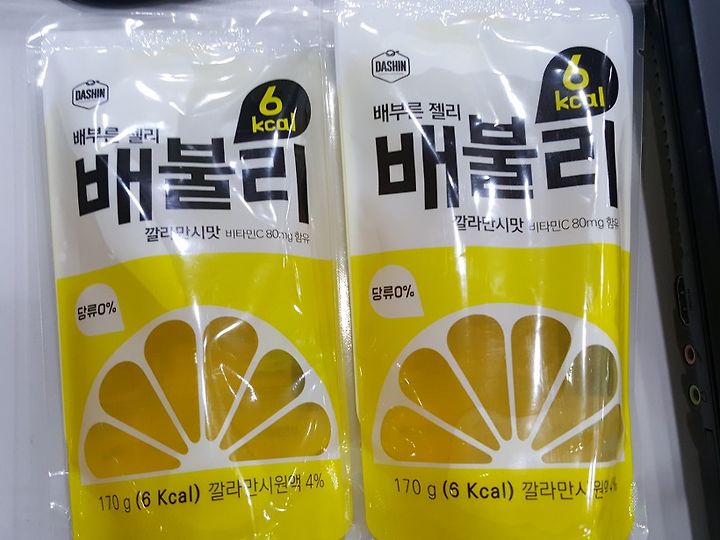 DASHIN
6
kcal
배부른 젤리
배불리
깔라만시맛 비타민C 80mg 함유
당류0%
170 g (6 Kcal) 깔라만시원액 4%
DASHIN
6
kcal
배부른 젤리
배불리
깔라만시맛 비타민C 80mg 함유
당류0%
170 g (6 Kcal) 깔라만시원액 4%